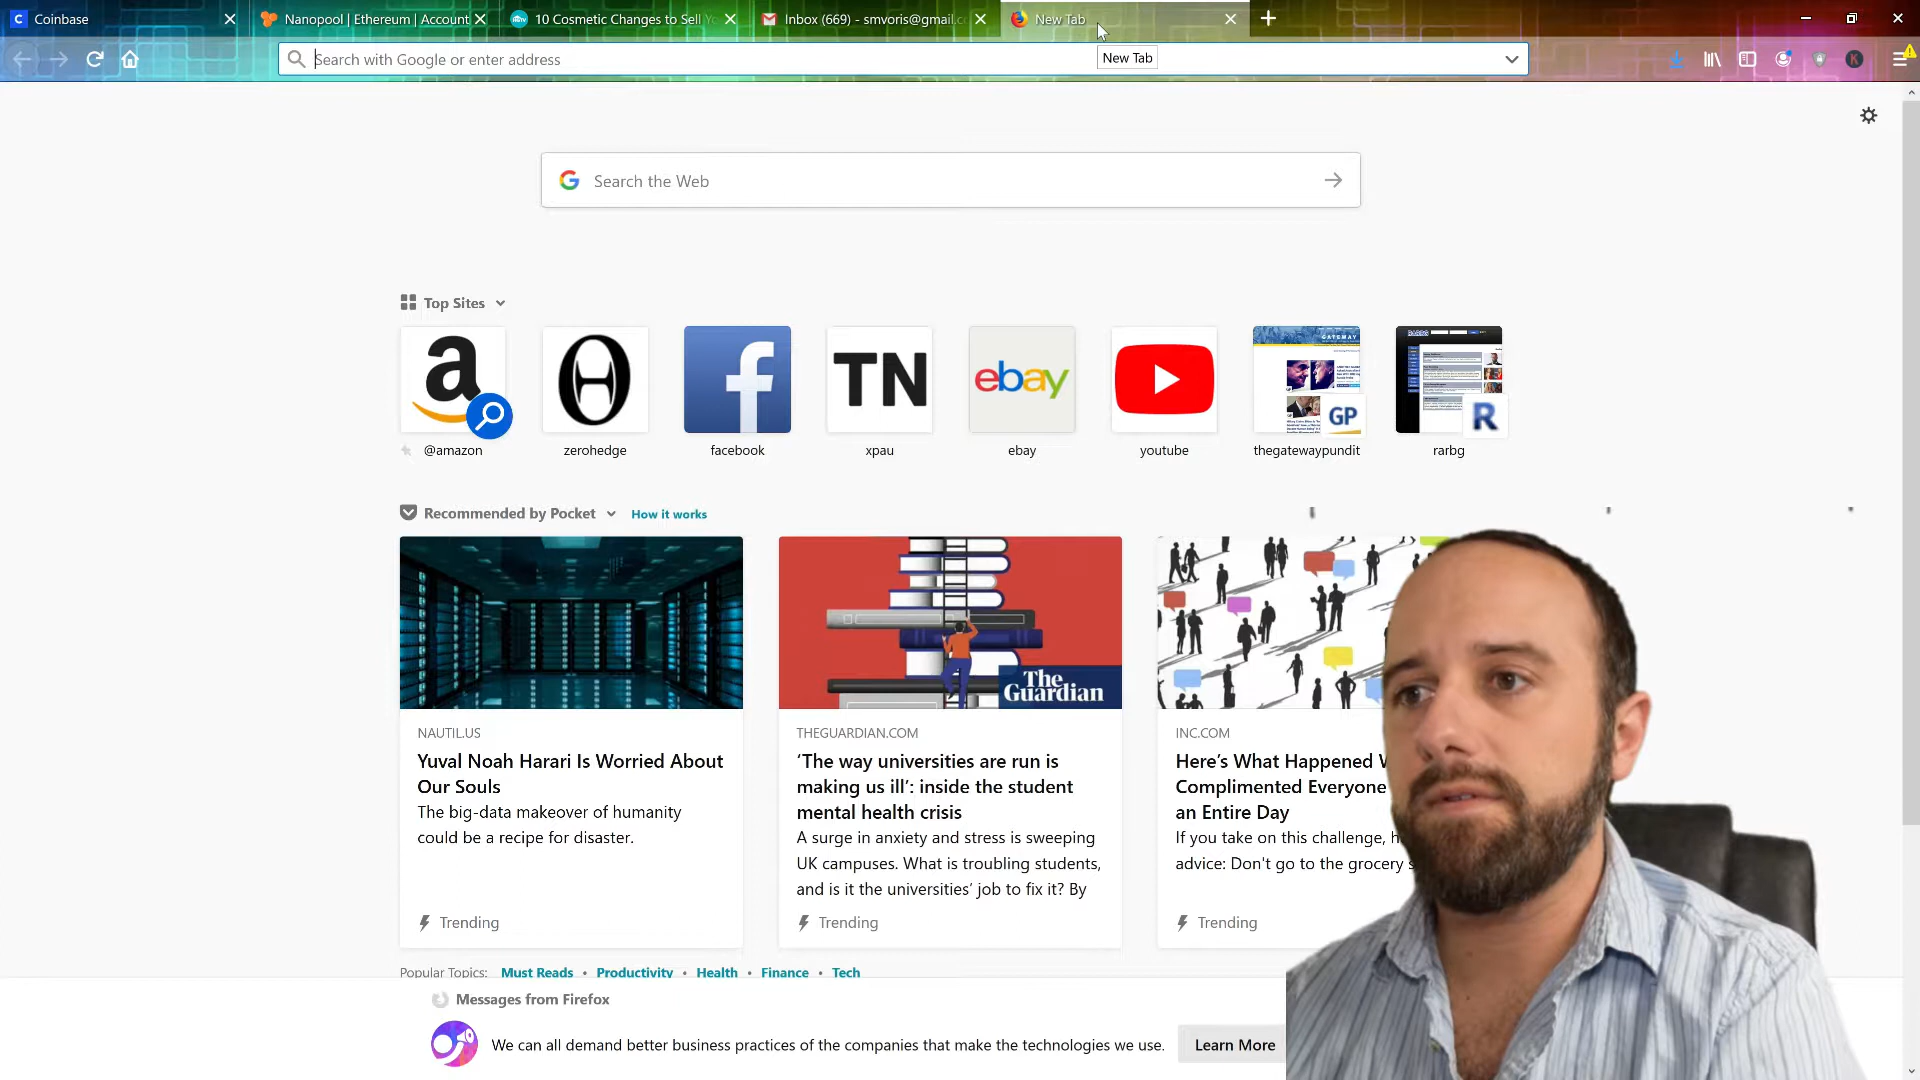 Coinbase
Nanopool | Ethereum | Account
10 Cosmetic Changes to Sell Yo
Inbox (669) - smvoris@gmail.c
New Tab
Search with Google or enter address
New Tab
K
Search the Web
Top Sites
a
f
TN
ebay
GATEWAY
GP
RARBG
R
@amazon
zerohedge
facebook
xpau
ebay
youtube
thegatewaypundit
rarbg
Recommended by Pocket
How it works
The
Guardian
NAUTIL.US
Yuval Noah Harari Is Worried About
Our Souls
The big-data makeover of humanity
could be a recipe for disaster.
Trending
THEGUARDIAN.COM
‘The way universities are run is
making us ill’: inside the student
mental health crisis
A surge in anxiety and stress is sweeping
UK campuses. What is troubling students,
and is it the universities’ job to fix it? By
Trending
INC.COM
Here’s What Happened
Complimented Everyone
an Entire Day
If you take on this challenge,
advice: Don't go to the grocery
Trending
Popular Topics: Must Reads • Productivity • Health • Finance • Tech
Messages from Firefox
We can all demand better business practices of the companies that make the technologies we use.
Learn More